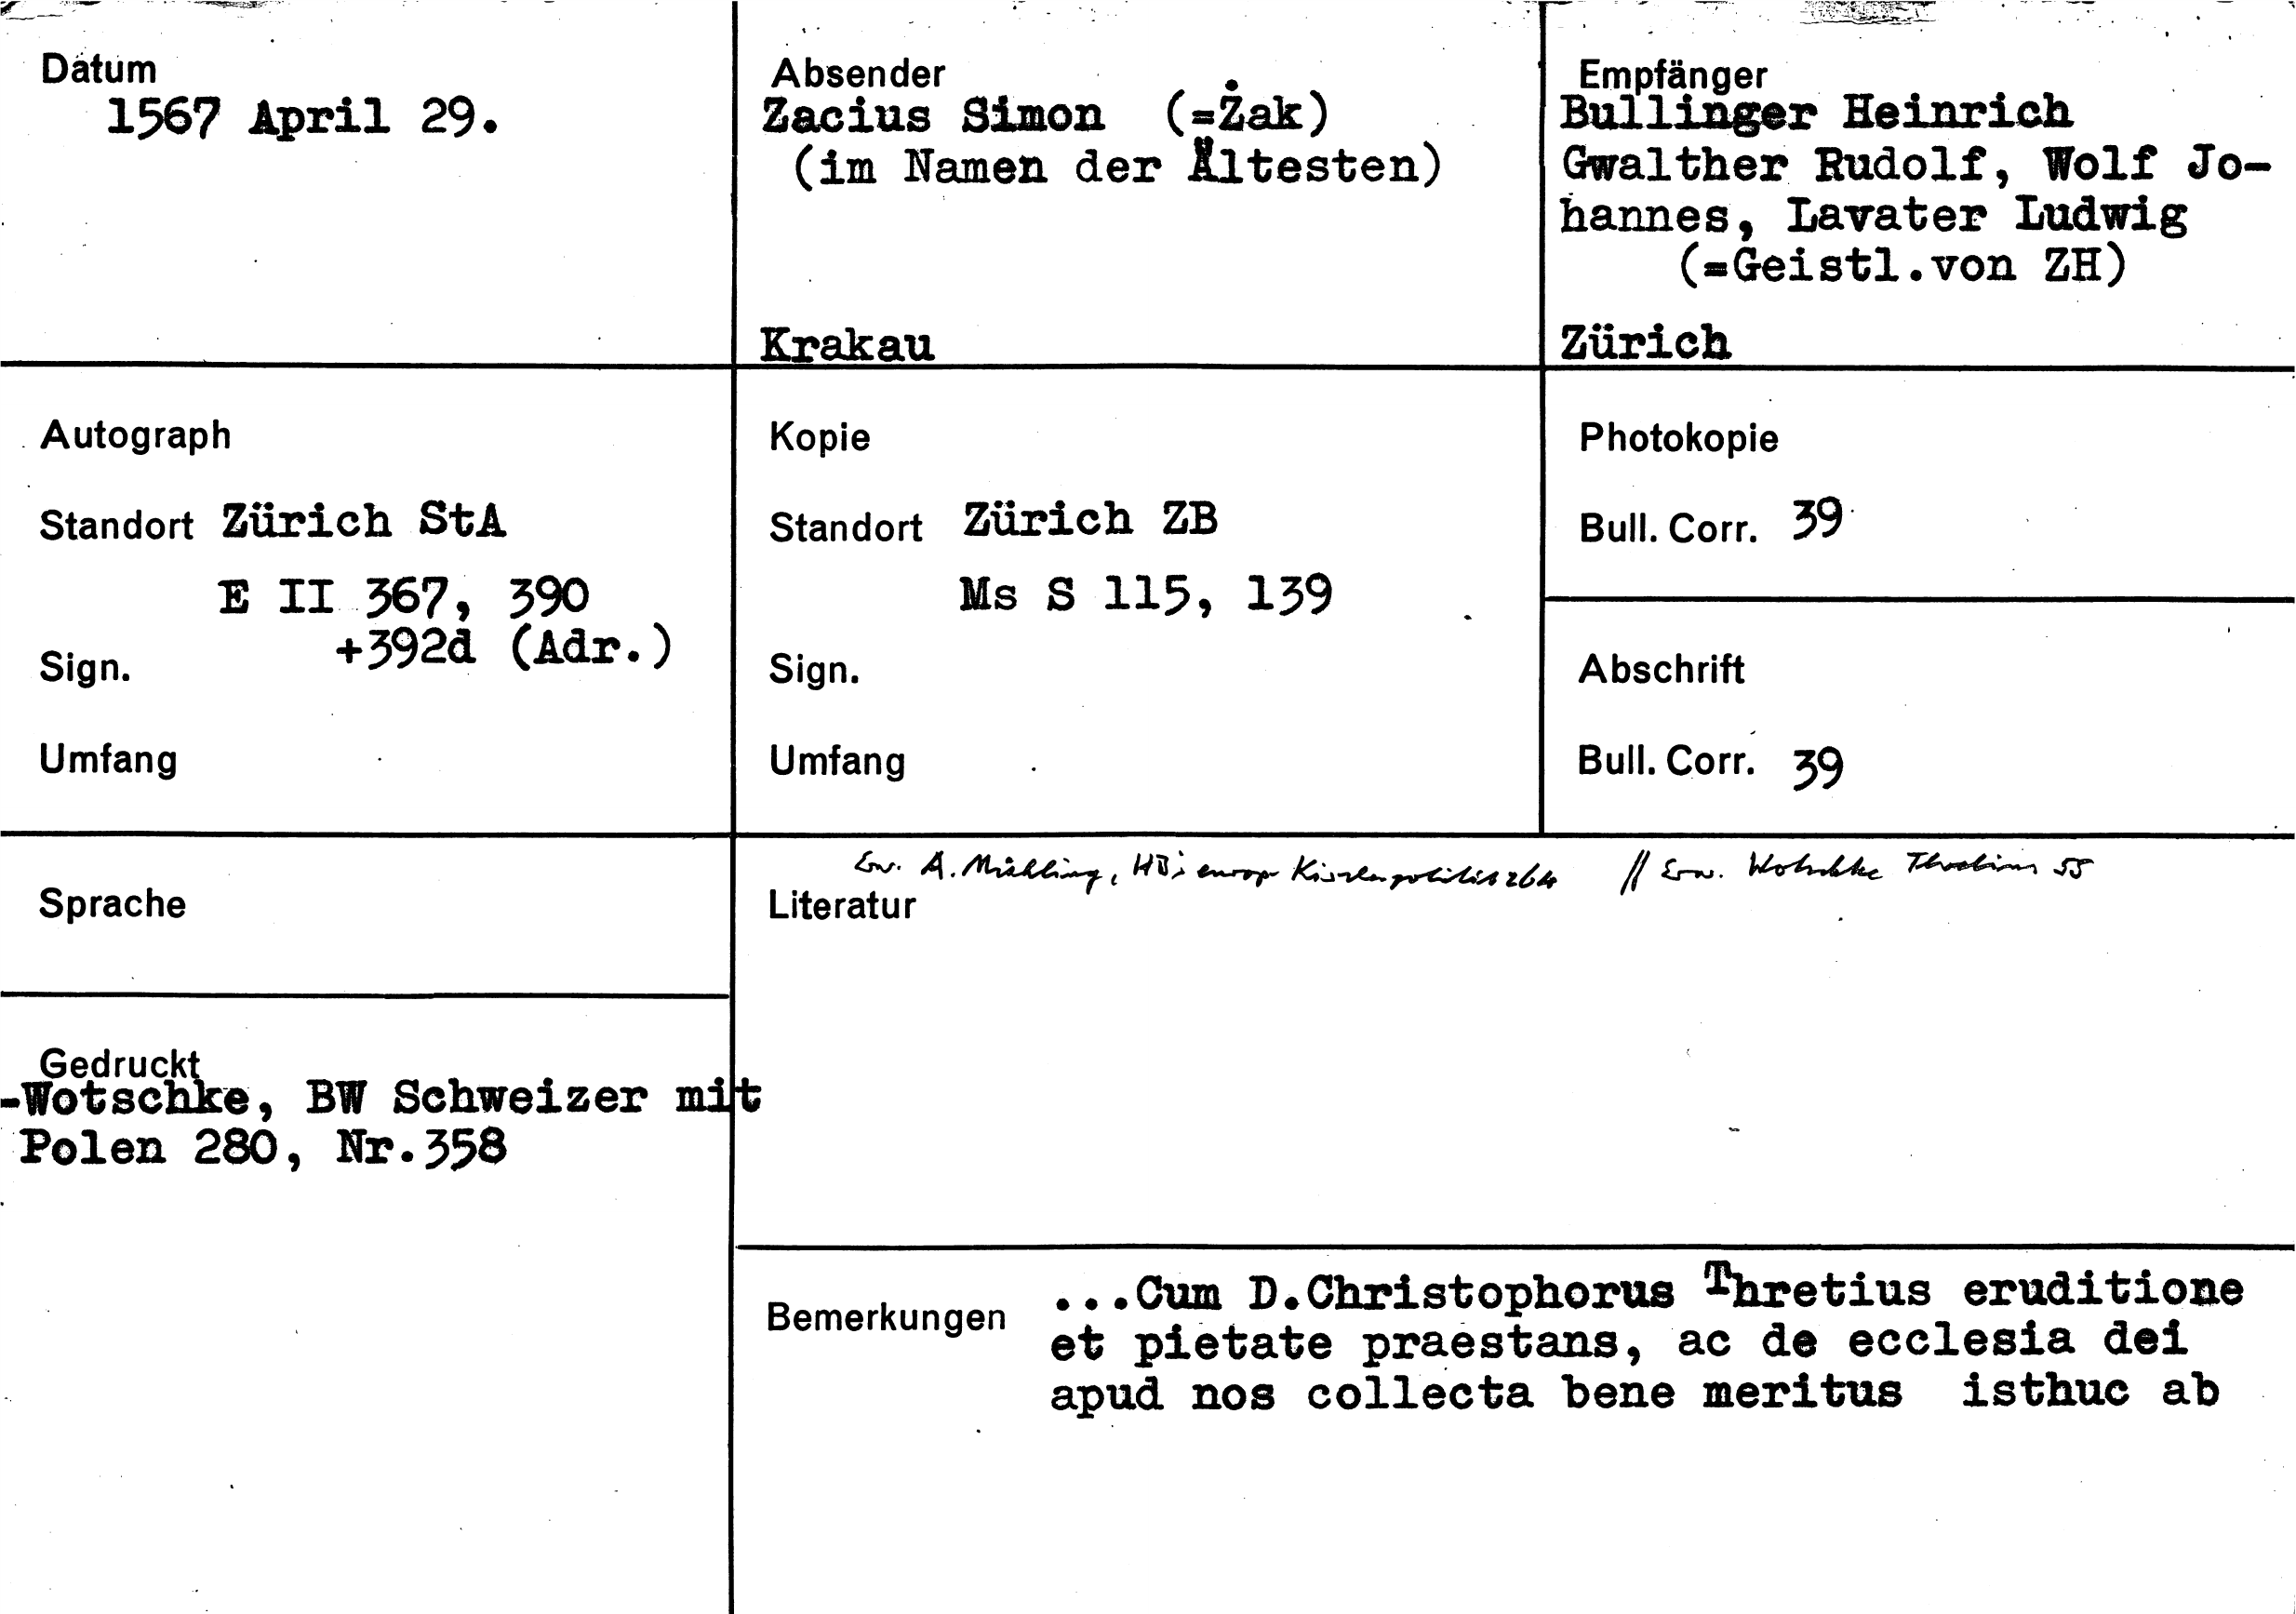 Datum
1567 April 29.
Absender
Zacius Simon (=Żak)
(im Namen der Ältesten)
Krakau
Empfänger
Bullinger Heinrich
Gwalther Rudolf, Wolf Jo-
hannes, Lavater Ludwig
(=Geistl.von ZH)
Zürich
Autograph
Standort Zürich StA
E II 367, 390
+392d (Adr.)
Sign.
Umfang
Kopie
Standort Zürich ZB
Ms S 115, 139
Sign.
Umfang
Photokopie
Bull. Corr. 39
Abschrift
Bull. Corr. 39
Sprache
Erw. A. Mühling, HB's europ. Kirchenpolitik 264 // Erw. Wotschke Thretius 55
Literatur
Gedruckt
-Wotschke, BW Schweizer mit
Polen 280, Nr.358
Bemerkungen
...Cum D.Christophorus Thretius eruditione
et pietate praestans, ac de ecclesia dei
apud nos collecta bene meritus isthuc ab